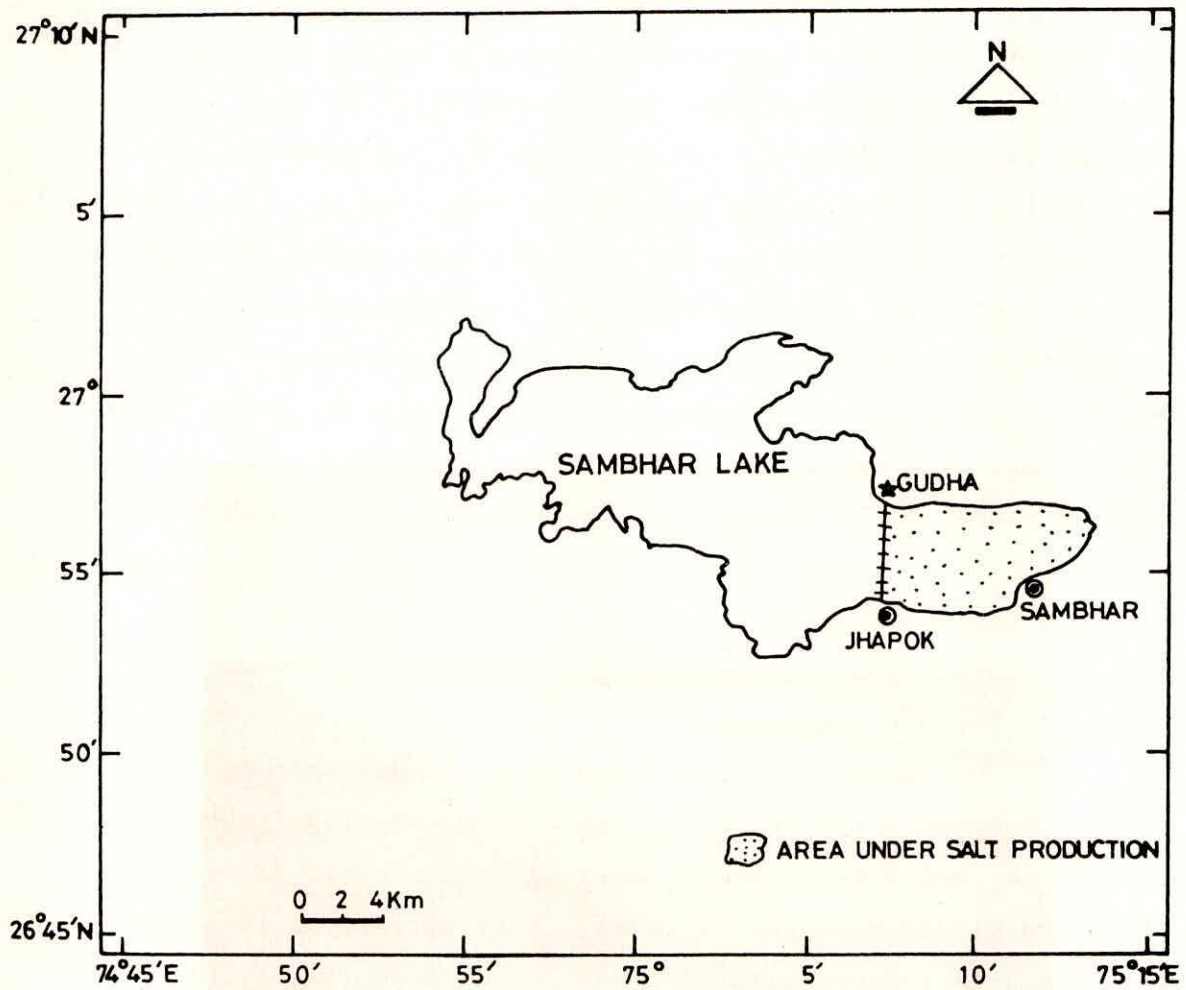 27°10'N
N
5'
27°
SAMBHAR LAKE
GUDHA
55'
SAMBHAR
JHAPOK
50'
AREA UNDER SALT PRODUCTION
0 2 4Km
26°45'N
74°45'E 50' 55' 75° 5' 10' 75°15'E